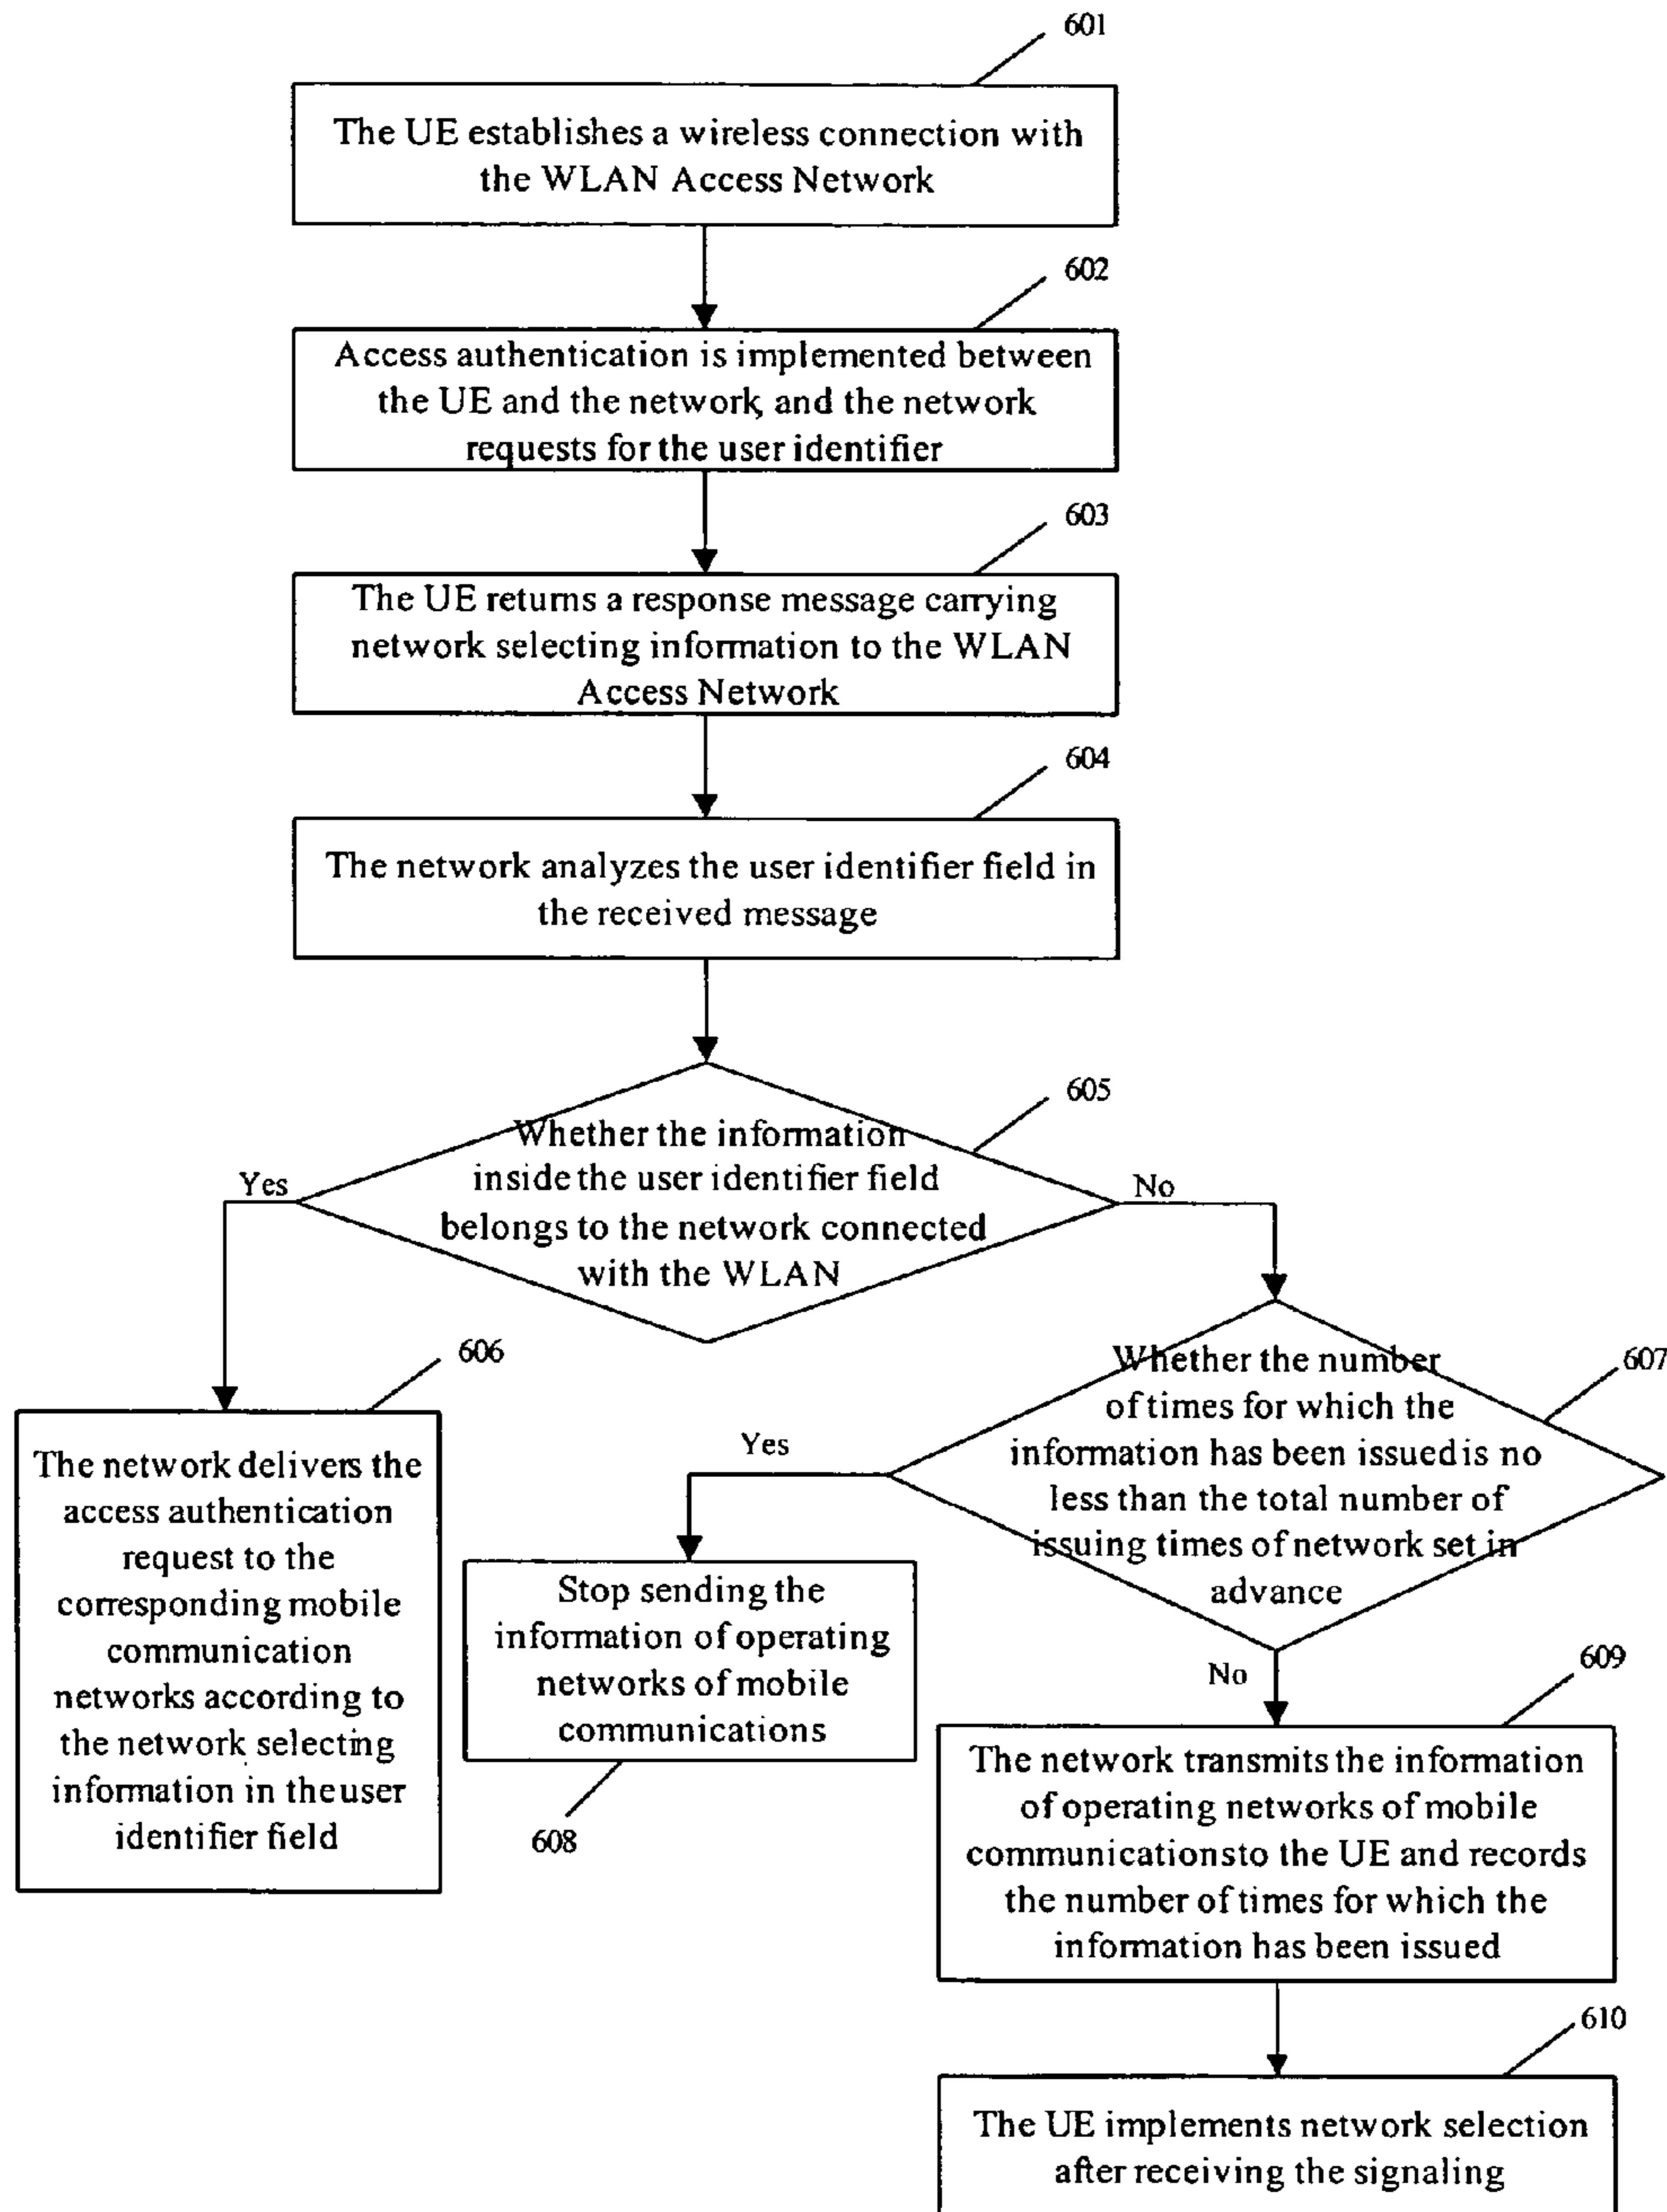 601
The UE establishes a wireless connection with
the WLAN Access Network
602
Access authentication is implemented between
the UE and the network, and the network
requests for the user identifier
603
The UE returns a response message carrying
network selecting information to the WLAN
Access Network
604
The network analyzes the user identifier field in
the received message
605
Whether the information
inside the user identifier field
belongs to the network connected
with the WLAN
Yes
No
606
The network delivers the
access authentication
request to the
corresponding mobile
communication
networks according to
the network selecting
information in the user
identifier field
607
Whether the number
of times for which the
information has been issued is no
less than the total number of
issuing times of network set in
advance
Yes
No
Stop sending the
information of operating
networks of mobile
communications
608
609
The network transmits the information
of operating networks of mobile
communications to the UE and records
the number of times for which the
information has been issued
610
The UE implements network selection
after receiving the signaling